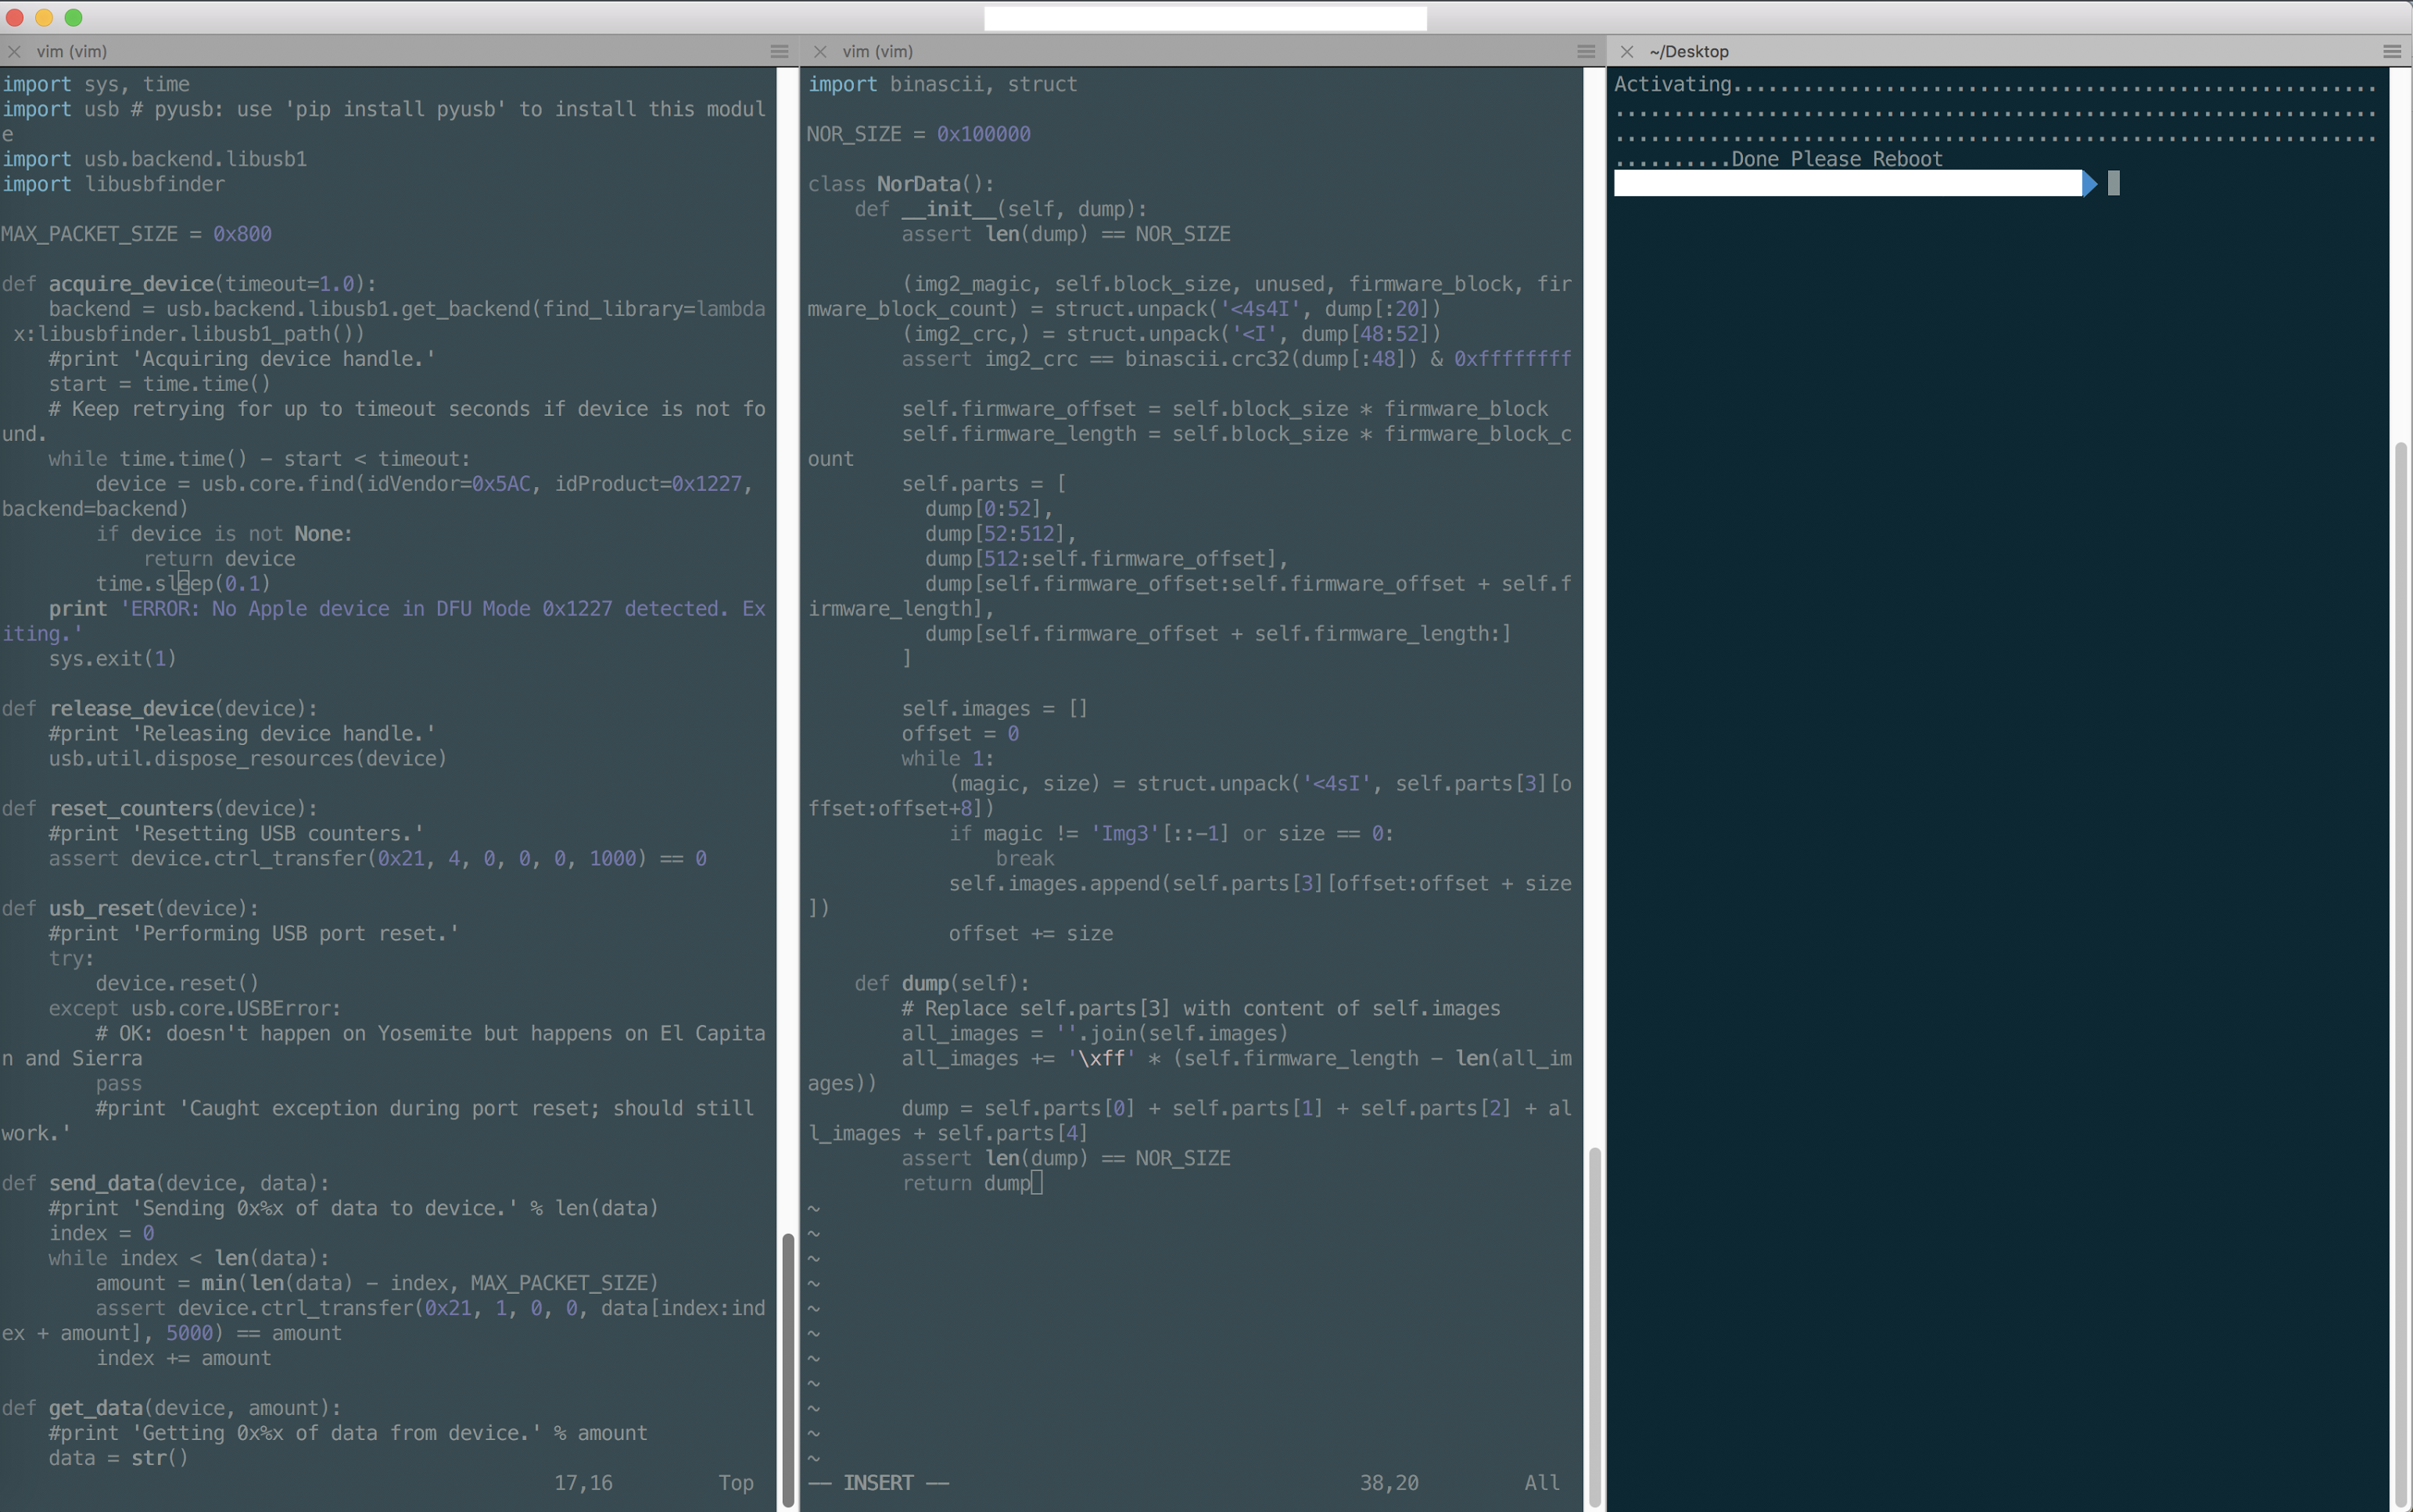 vim (vim)
import sys, time
import usb # pyusb: use 'pip install pyusb' to install this modul
e
import usb.backend.libusb1
import libusbfinder
MAX_PACKET_SIZE = 0x800
def acquire_device(timeout=1.0):
    backend = usb.backend.libusb1.get_backend(find_library=lambda
 x:libusbfinder.libusb1_path())
    #print 'Acquiring device handle.'
    start = time.time()
    # Keep retrying for up to timeout seconds if device is not fo
und.
    while time.time() - start < timeout:
        device = usb.core.find(idVendor=0x5AC, idProduct=0x1227,
backend=backend)
        if device is not None:
            return device
        time.sleep(0.1)
    print 'ERROR: No Apple device in DFU Mode 0x1227 detected. Ex
iting.'
    sys.exit(1)
def release_device(device):
    #print 'Releasing device handle.'
    usb.util.dispose_resources(device)
def reset_counters(device):
    #print 'Resetting USB counters.'
    assert device.ctrl_transfer(0x21, 4, 0, 0, 0, 1000) == 0
def usb_reset(device):
    #print 'Performing USB port reset.'
    try:
        device.reset()
    except usb.core.USBError:
        # OK: doesn't happen on Yosemite but happens on El Capita
n and Sierra
        pass
        #print 'Caught exception during port reset; should still
work.'
def send_data(device, data):
    #print 'Sending 0x%x of data to device.' % len(data)
    index = 0
    while index < len(data):
        amount = min(len(data) - index, MAX_PACKET_SIZE)
        assert device.ctrl_transfer(0x21, 1, 0, 0, data[index:ind
ex + amount], 5000) == amount
        index += amount
def get_data(device, amount):
    #print 'Getting 0x%x of data from device.' % amount
    data = str()
17,16 Top
vim (vim)
import binascii, struct
NOR_SIZE = 0x100000
class NorData():
    def __init__(self, dump):
        assert len(dump) == NOR_SIZE
        (img2_magic, self.block_size, unused, firmware_block, fir
mware_block_count) = struct.unpack('<4s4I', dump[:20])
        (img2_crc,) = struct.unpack('<I', dump[48:52])
        assert img2_crc == binascii.crc32(dump[:48]) & 0xffffffff
        self.firmware_offset = self.block_size * firmware_block
        self.firmware_length = self.block_size * firmware_block_c
ount
        self.parts = [
          dump[0:52],
          dump[52:512],
          dump[512:self.firmware_offset],
          dump[self.firmware_offset:self.firmware_offset + self.f
irmware_length],
          dump[self.firmware_offset + self.firmware_length:]
        ]
        self.images = []
        offset = 0
        while 1:
            (magic, size) = struct.unpack('<4sI', self.parts[3][o
ffset:offset+8])
            if magic != 'Img3'[::-1] or size == 0:
                break
            self.images.append(self.parts[3][offset:offset + size
])
            offset += size
    def dump(self):
        # Replace self.parts[3] with content of self.images
        all_images = ''.join(self.images)
        all_images += '\xff' * (self.firmware_length - len(all_im
ages))
        dump = self.parts[0] + self.parts[1] + self.parts[2] + al
l_images + self.parts[4]
        assert len(dump) == NOR_SIZE
        return dump
~
~
~
~
~
~
~
~
~
~
~
-- INSERT -- 38,20 All
~/Desktop
Activating.......................................................
.................................................................
.................................................................
..........Done Please Reboot